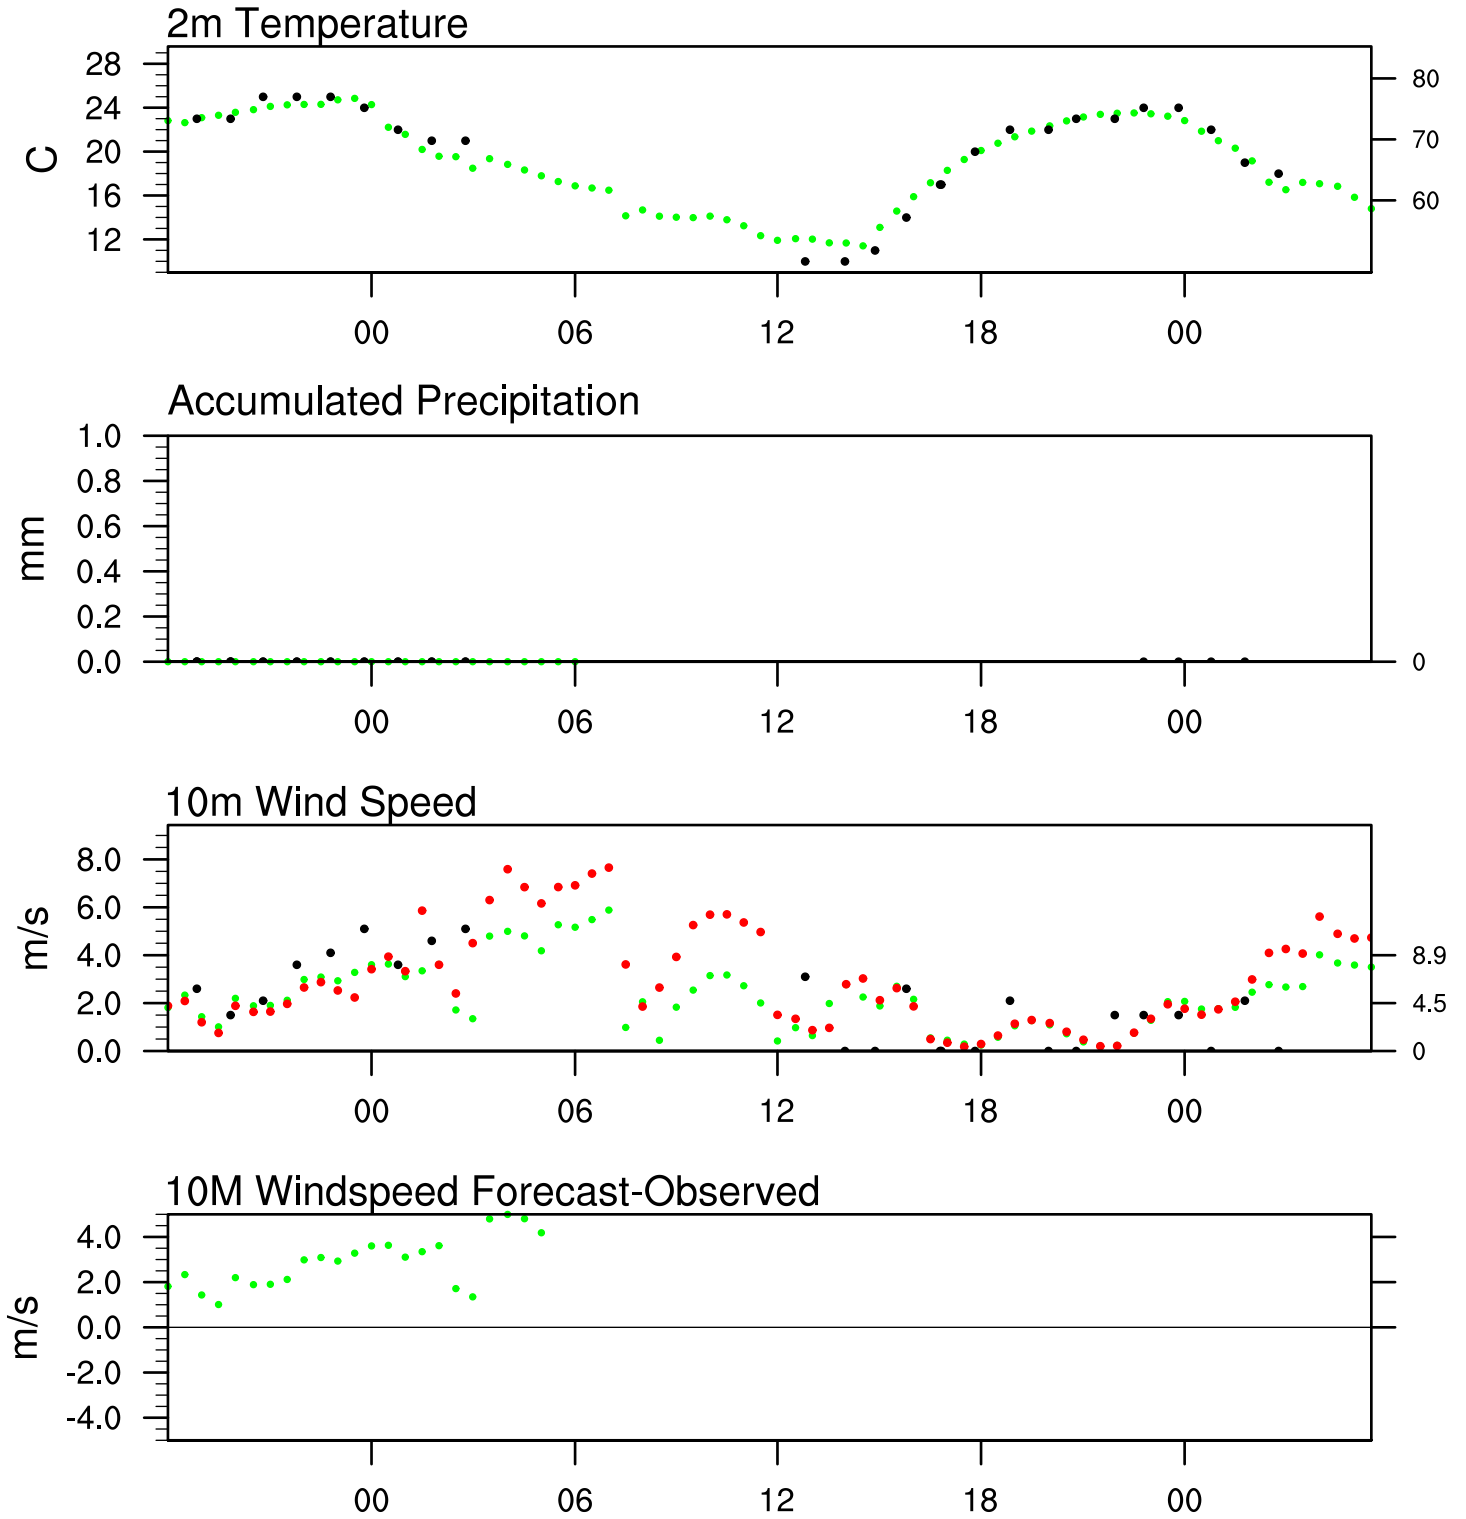 2m Temperature
28
24
20
16
12
C
80
70
60
00 06 12 18 00
Accumulated Precipitation
1.0
0.8
0.6
0.4
0.2
0.0
mm
0
00 06 12 18 00
10m Wind Speed
8.0
6.0
4.0
2.0
0.0
m/s
8.9
4.5
0
00 06 12 18 00
10M Windspeed Forecast-Observed
4.0
2.0
0.0
-2.0
-4.0
m/s
00 06 12 18 00